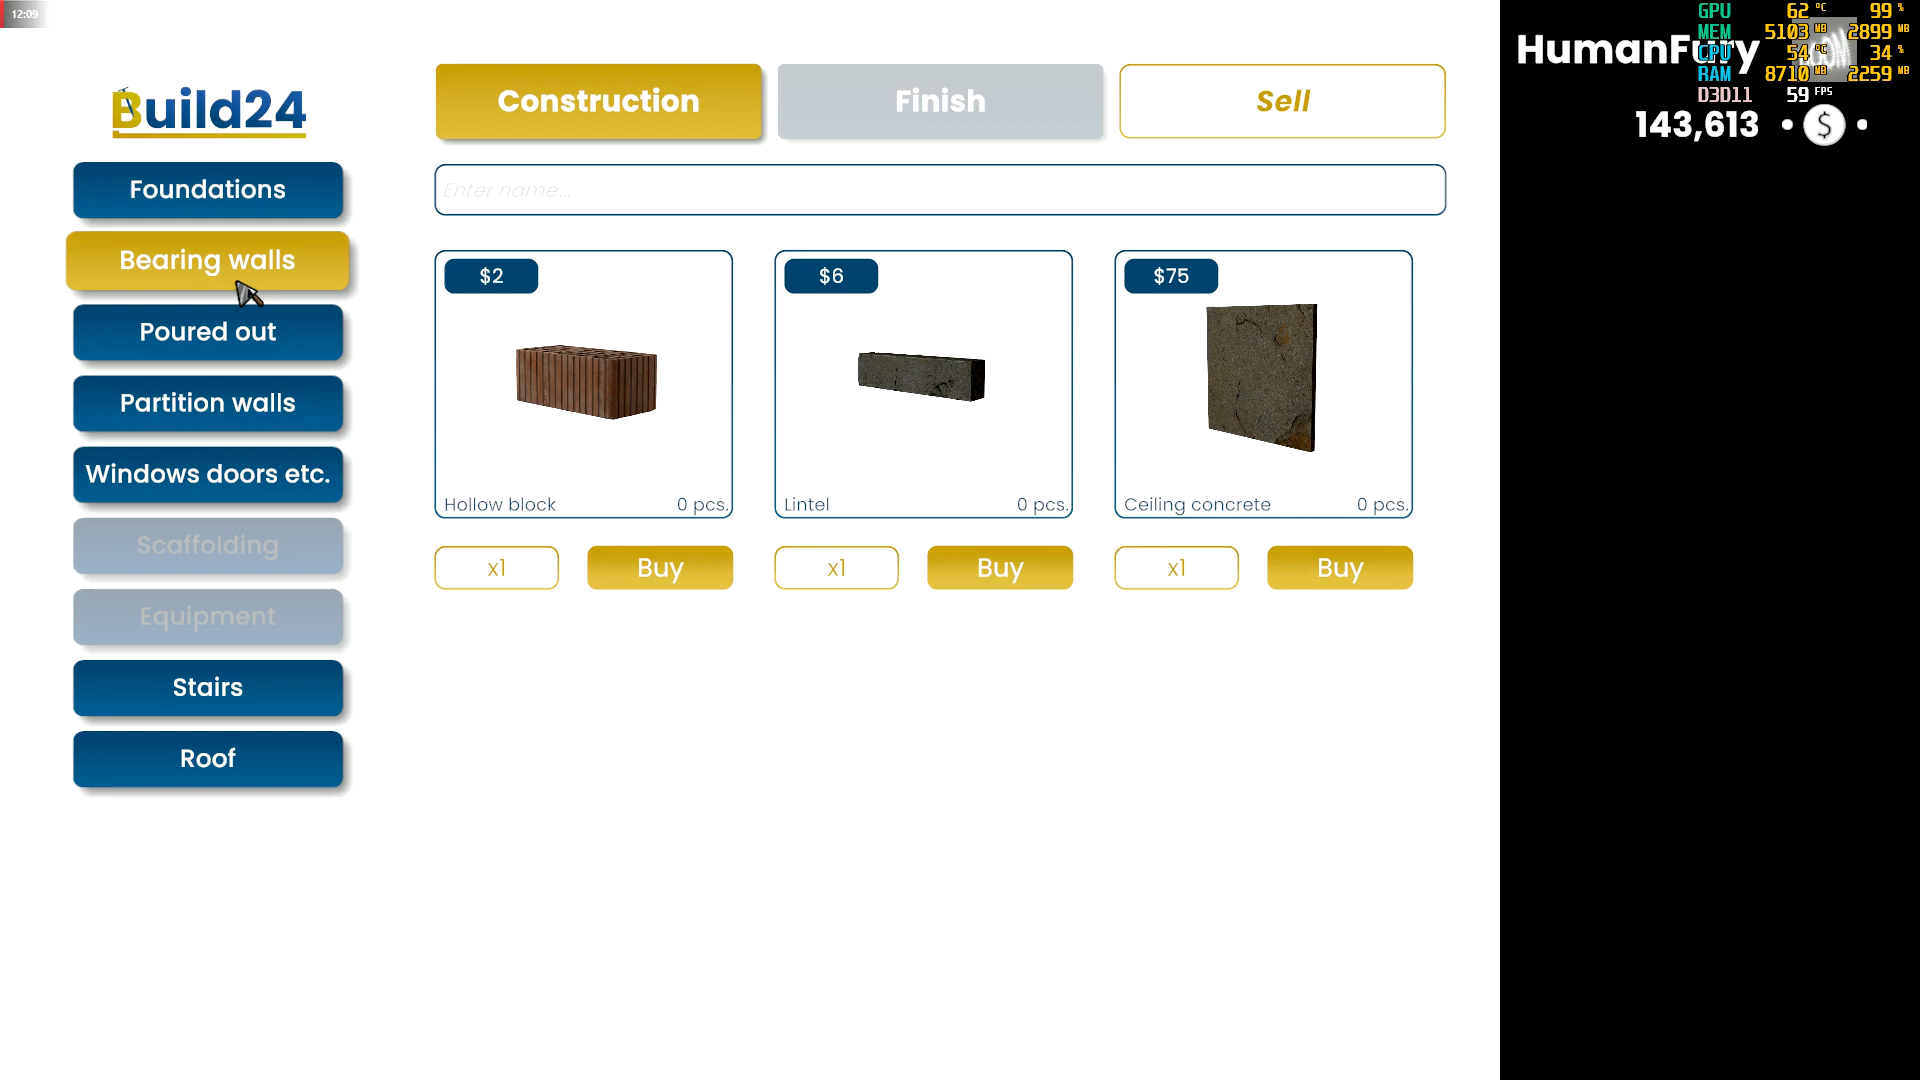 12:09
Build24
Construction
Finish
Sell
Enter name...
Foundations
Bearing walls
Poured out
Partition walls
Windows doors etc.
Scaffolding
Equipment
Stairs
Roof
$2
Hollow block 0 pcs.
x1 Buy
$6
Lintel 0 pcs.
x1 Buy
$75
Ceiling concrete 0 pcs.
x1 Buy
HumanFury
143,613 $
GPU 62 °C 99 %
MEM 5103 MB 2899 MB
CPU 54 °C 34 %
RAM 8710 MB 2259 MB
D3D11 59 FPS